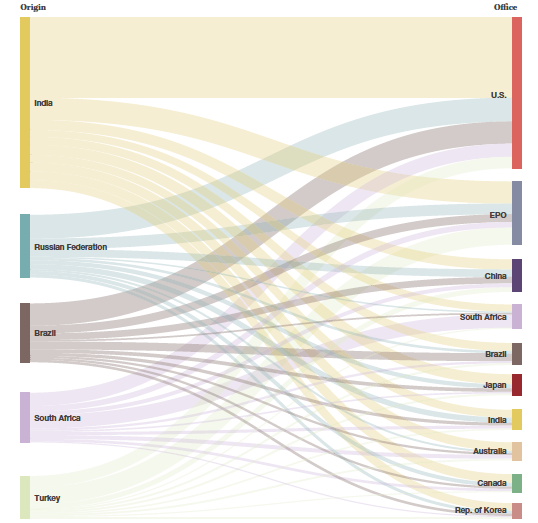 Origin Office
India
Russian Federation
Brazil
South Africa
Turkey
U.S.
EPO
China
South Africa
Brazil
Japan
India
Australia
Canada
Rep. of Korea